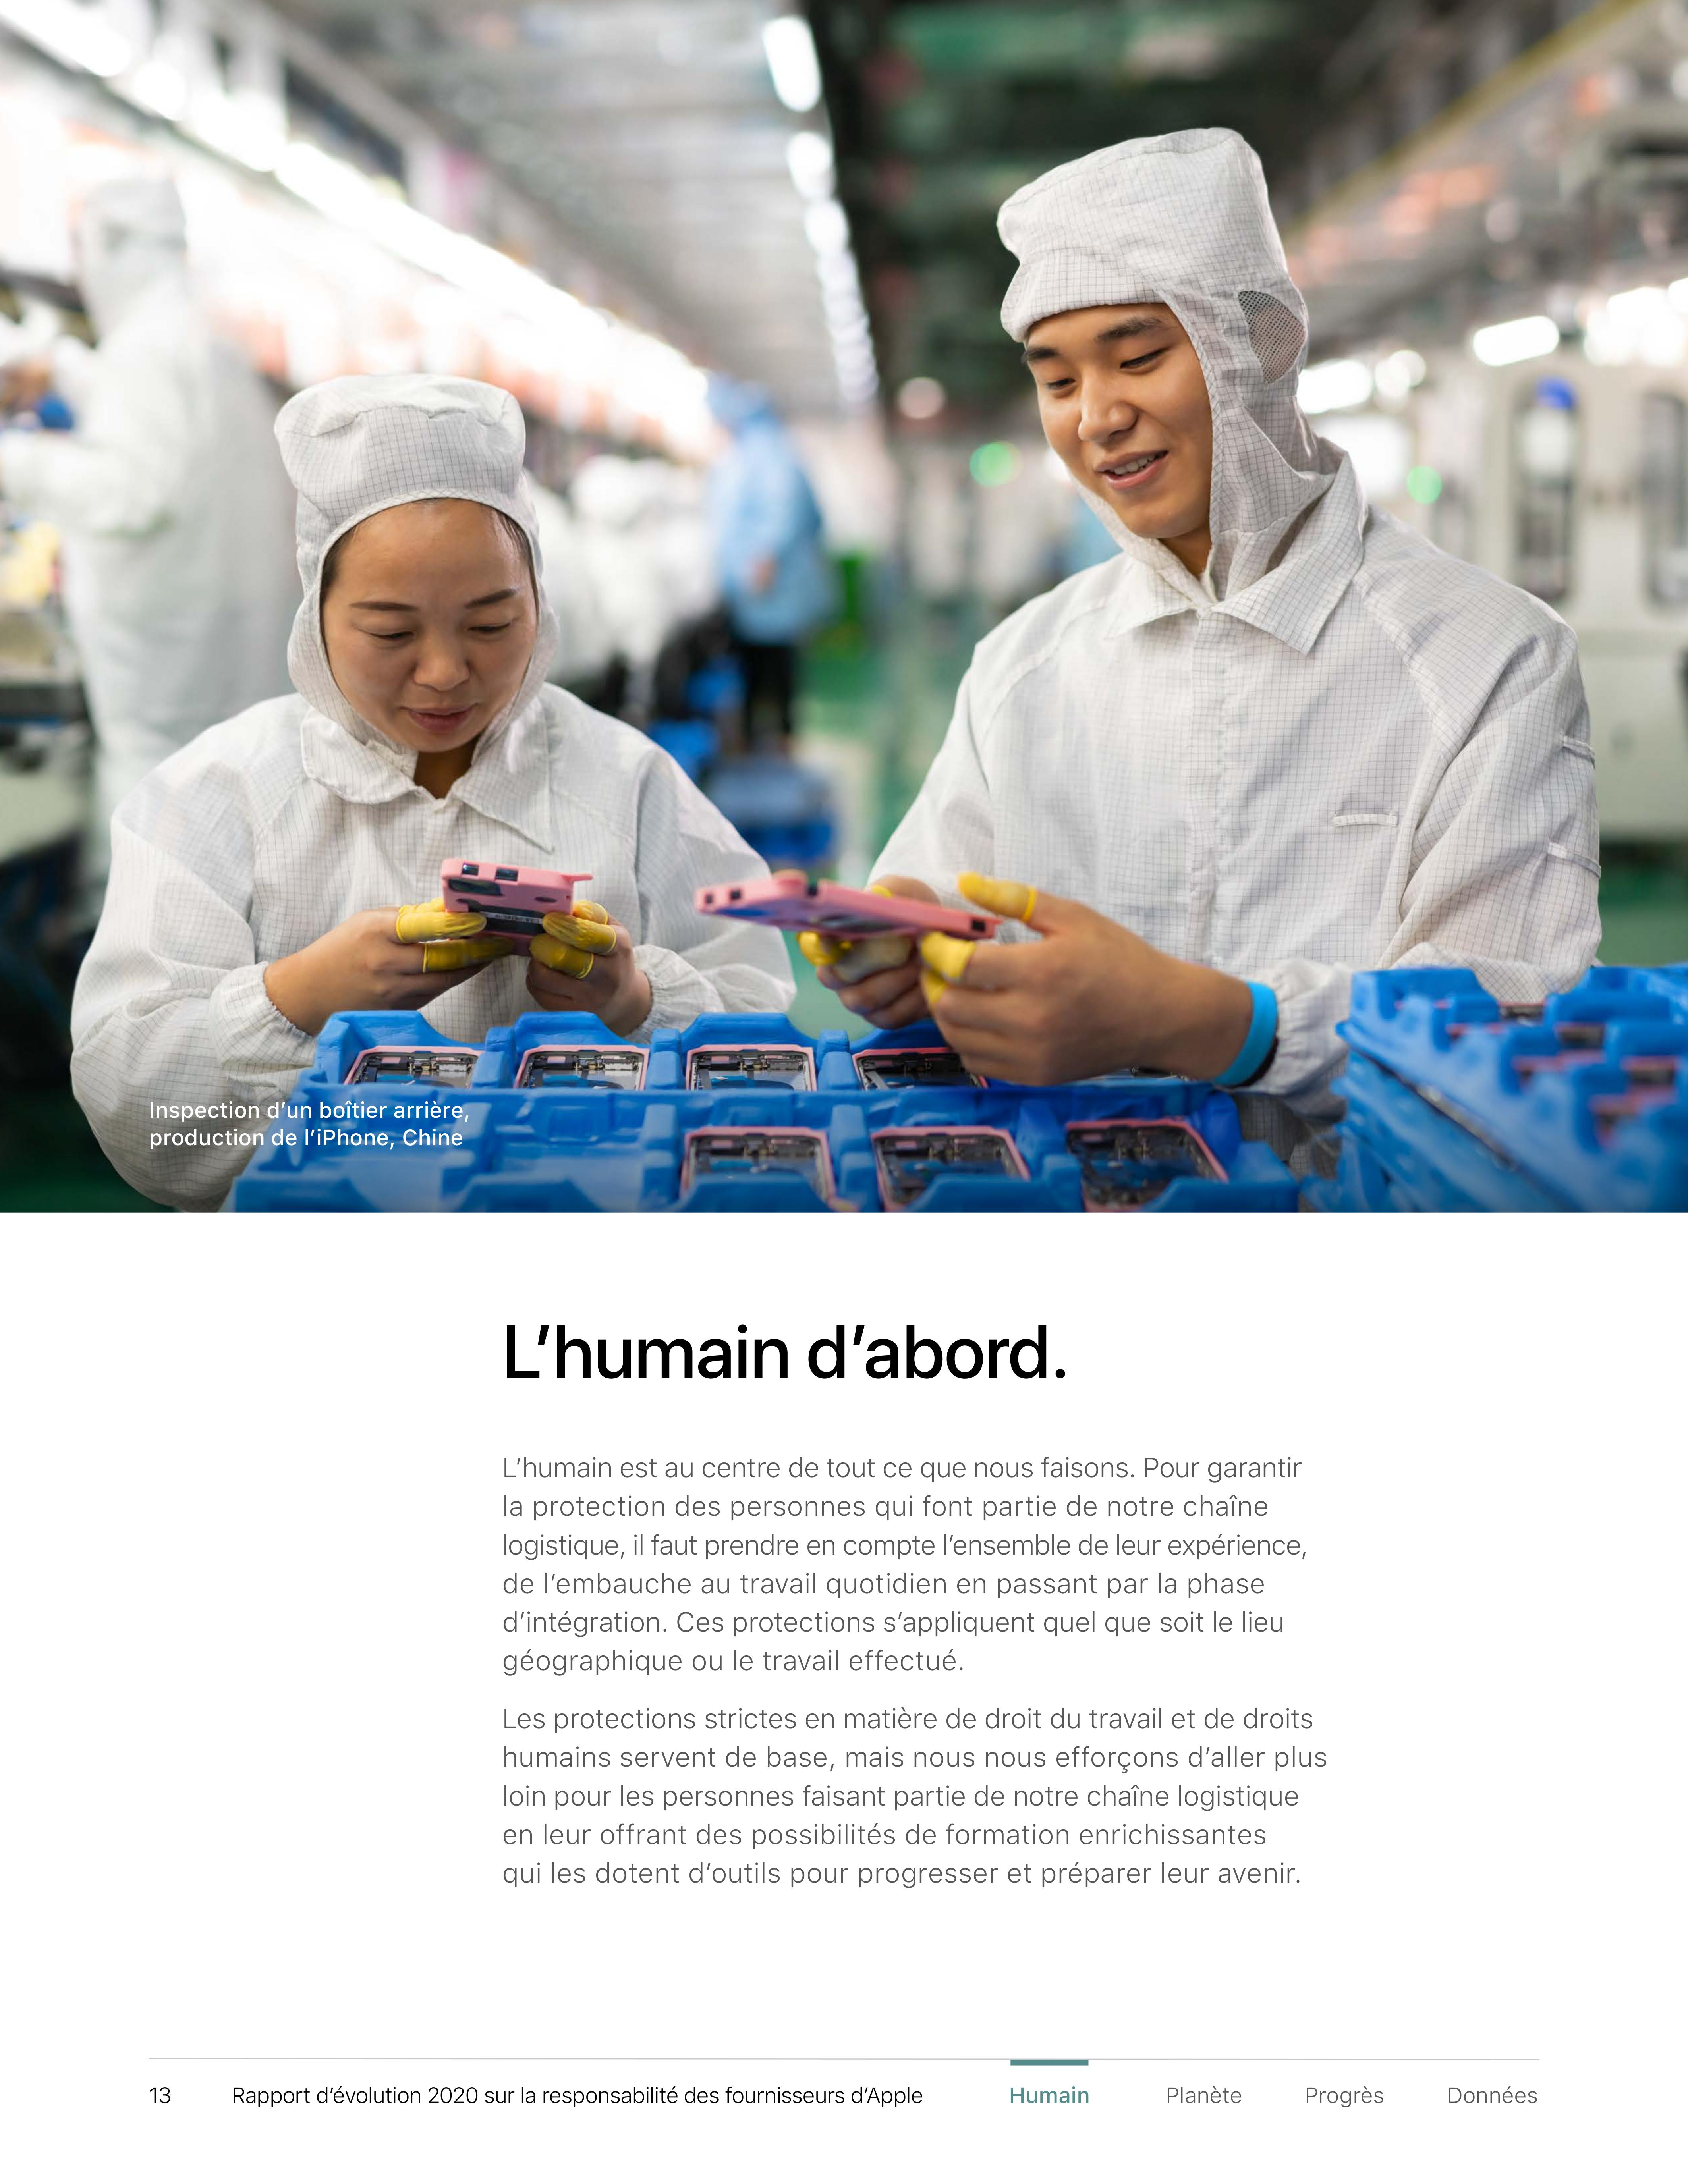 Inspection d’un boîtier arrière,
production de l’iPhone, Chine
L’humain d’abord.
L’humain est au centre de tout ce que nous faisons. Pour garantir
la protection des personnes qui font partie de notre chaîne
logistique, il faut prendre en compte l’ensemble de leur expérience,
de l’embauche au travail quotidien en passant par la phase
d’intégration. Ces protections s’appliquent quel que soit le lieu
géographique ou le travail effectué.
Les protections strictes en matière de droit du travail et de droits
humains servent de base, mais nous nous efforçons d’aller plus
loin pour les personnes faisant partie de notre chaîne logistique
en leur offrant des possibilités de formation enrichissantes
qui les dotent d’outils pour progresser et préparer leur avenir.
13 Rapport d’évolution 2020 sur la responsabilité des fournisseurs d’Apple Humain Planète Progrès Données